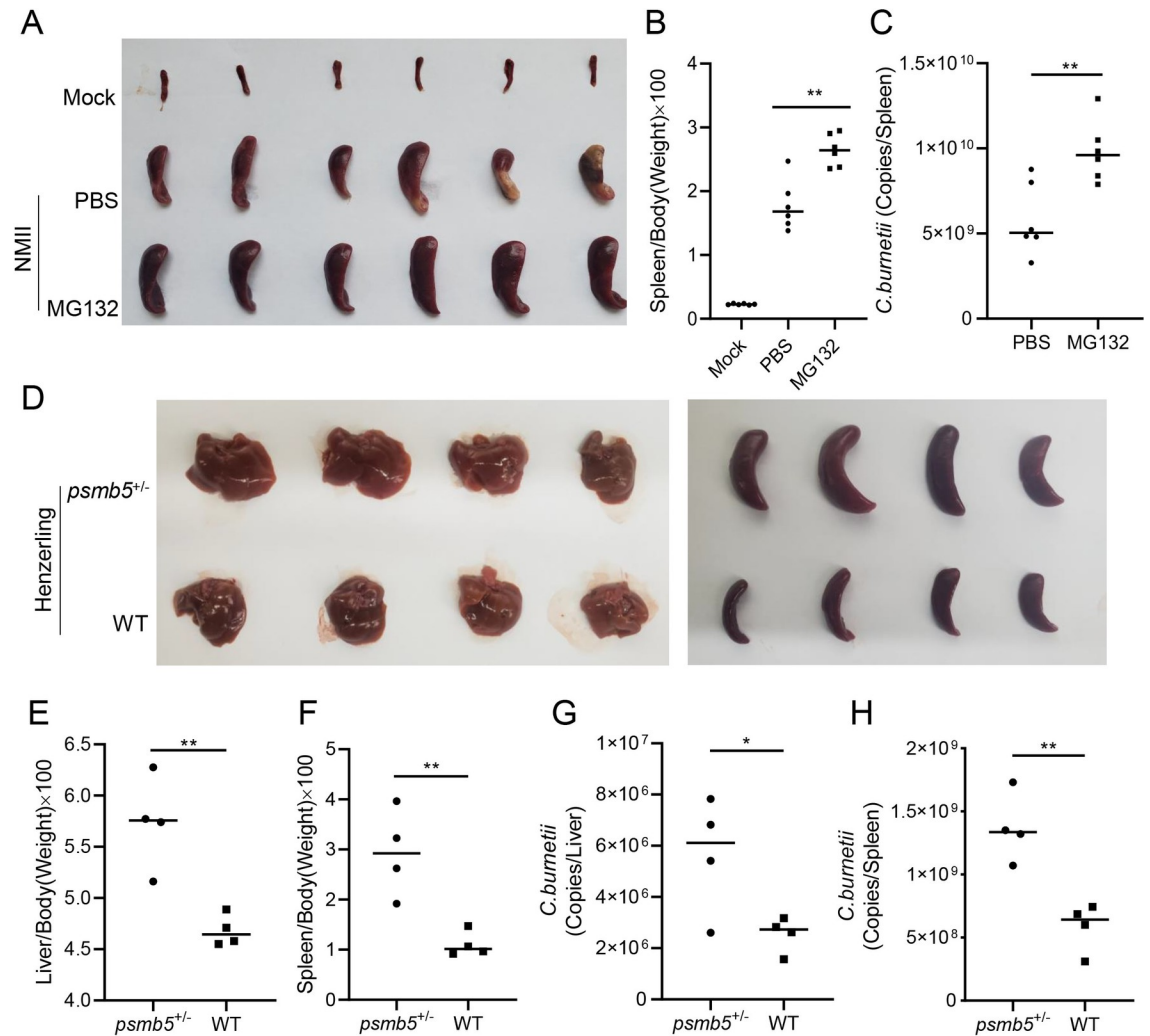 A
Mock
PBS
MG132
NMII
B
Spleen/Body(Weight)×100
4
3
2
1
0
**
Mock
PBS
MG132
C
C.burnetii (Copies/Spleen)
1.5×10¹⁰
1×10¹⁰
5×10⁹
0
**
PBS
MG132
D
Henzerling
psmb5⁺/⁻
WT
E
Liver/Body(Weight)×100
6.5
6.0
5.5
5.0
4.5
4.0
**
psmb5⁺/⁻
WT
F
Spleen/Body(Weight)×100
5
4
3
2
1
0
**
psmb5⁺/⁻
WT
G
C.burnetii
(Copies/Liver)
1×10⁷
8×10⁶
6×10⁶
4×10⁶
2×10⁶
0
*
psmb5⁺/⁻
WT
H
C.burnetii
(Copies/Spleen)
2×10⁹
1.5×10⁹
1×10⁹
5×10⁸
0
**
psmb5⁺/⁻
WT